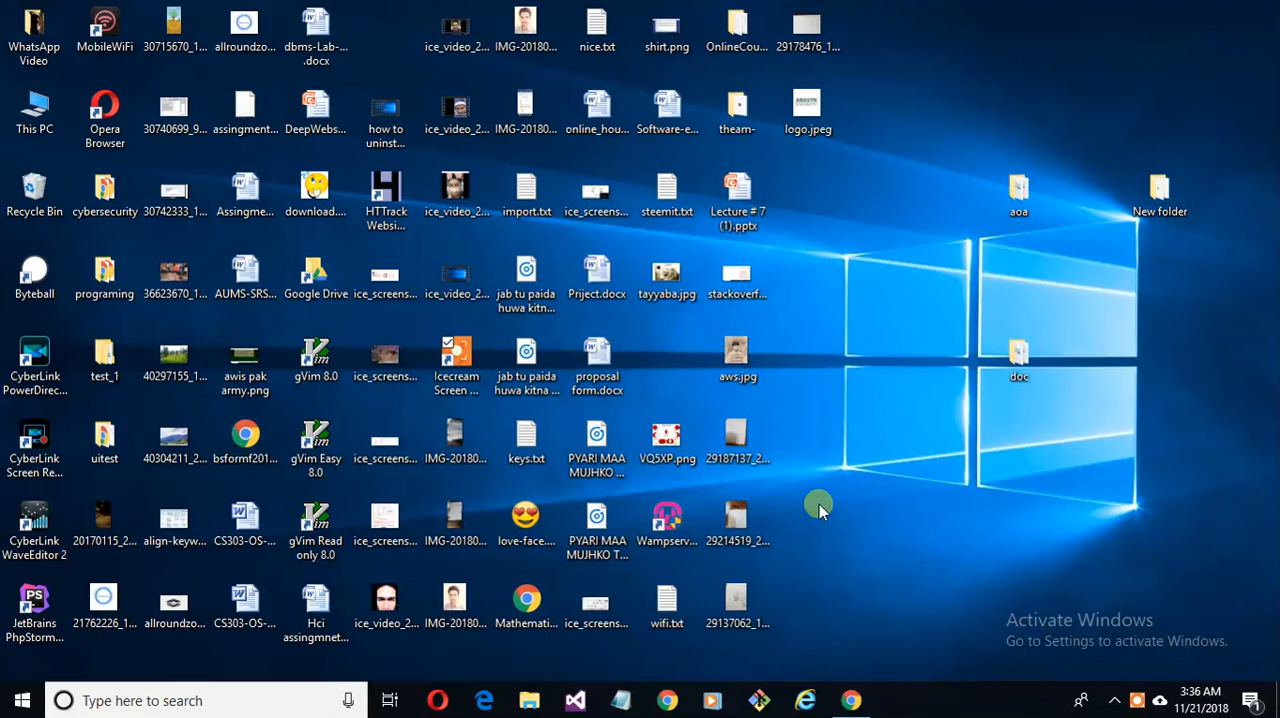 WhatsApp
Video
MobileWiFi
30715670_1...
allroundzo...
dbms-Lab-...
.docx
ice_video_2...
IMG-20180...
nice.txt
shirt.png
OnlineCou...
29178476_1...
This PC
Opera
Browser
30740699_9...
assingment...
DeepWebs...
how to
uninst...
ice_video_2...
IMG-20180...
online_hou...
Software-e...
theam-
logo.jpeg
Recycle Bin
cybersecurity
30742333_1...
Assingme...
download....
HTTrack
Websi...
ice_video_2...
import.txt
ice_screens...
steemit.txt
Lecture # 7
(1).pptx
aoa
New folder
Byteball
programing
36623670_1...
AUMS-SRS...
Google Drive
ice_screens...
ice_video_2...
jab tu paida
huwa kitn...
Priject.docx
tayyaba.jpg
stackoverf...
CyberLink
PowerDirec...
test_1
40297155_1...
awis pak
army.png
gVim 8.0
ice_screens...
Icecream
Screen ...
jab tu paida
huwa kitna ...
proposal
form.docx
aws.jpg
doc
CyberLink
Screen Re...
uitest
40304211_2...
bsformf201...
gVim Easy
8.0
ice_screens...
IMG-20180...
keys.txt
PYARI MAA
MUJHKO ...
VQ5XP.png
29187137_2...
CyberLink
WaveEditor 2
20170115_2...
align-keyw...
CS303-OS-...
gVim Read
only 8.0
ice_screens...
IMG-20180...
love-face....
PYARI MAA
MUJHKO T...
Wampserv...
29214519_2...
PS
JetBrains
PhpStorm...
21762226_1...
allroundzo...
CS303-OS-...
Hci
assingmnet...
ice_video_2...
IMG-20180...
Mathemati...
ice_screens...
wifi.txt
29137062_1...
Activate Windows
Go to Settings to activate Windows.
Type here to search
3:36 AM
11/21/2018
1